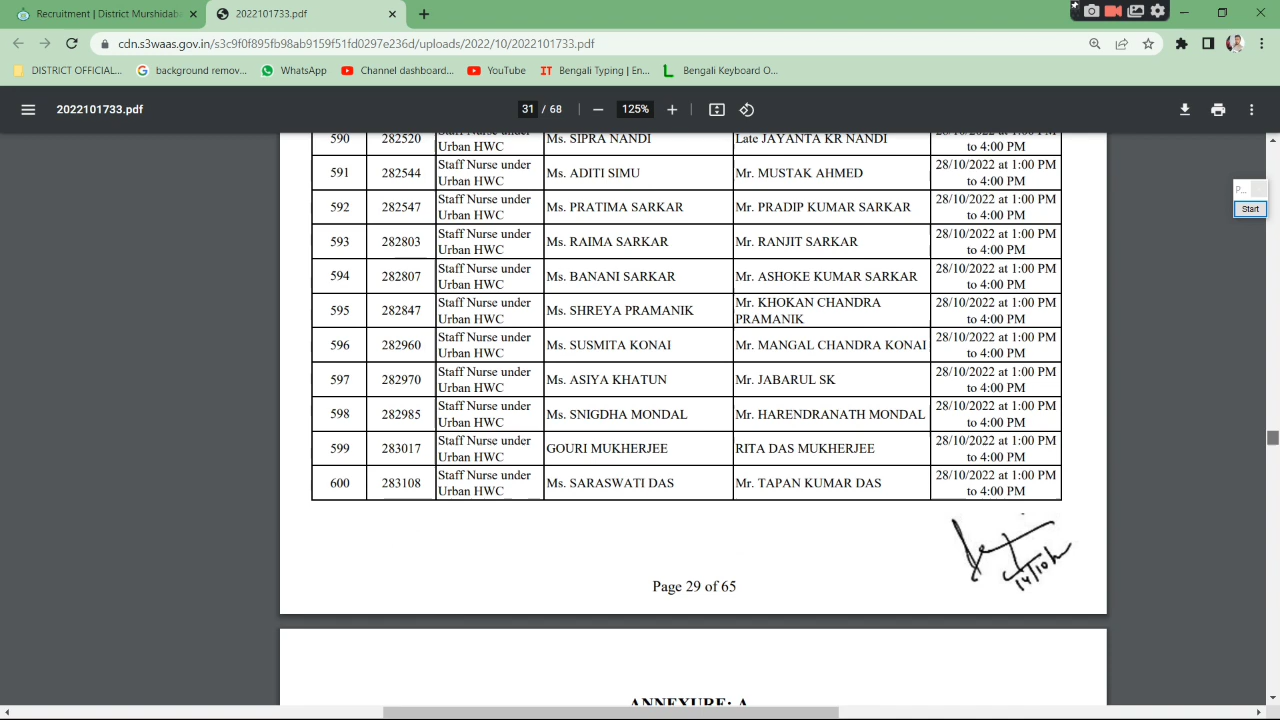 Recruitment | District Murshidab
2022101733.pdf
cdn.s3waas.gov.in/s3c9f0f895fb98ab9159f51fd0297e236d/uploads/2022/10/2022101733.pdf
DISTRICT OFFICIAL... background remov... WhatsApp Channel dashboard... YouTube IT Bengali Typing | En... Bengali Keyboard O...
2022101733.pdf 31 / 68 125%
P...
Start
590 282520 Staff Nurse under Urban HWC Ms. SIPRA NANDI Late JAYANTA KR NANDI 28/10/2022 at 1:00 PM to 4:00 PM
591 282544 Staff Nurse under Urban HWC Ms. ADITI SIMU Mr. MUSTAK AHMED 28/10/2022 at 1:00 PM to 4:00 PM
592 282547 Staff Nurse under Urban HWC Ms. PRATIMA SARKAR Mr. PRADIP KUMAR SARKAR 28/10/2022 at 1:00 PM to 4:00 PM
593 282803 Staff Nurse under Urban HWC Ms. RAIMA SARKAR Mr. RANJIT SARKAR 28/10/2022 at 1:00 PM to 4:00 PM
594 282807 Staff Nurse under Urban HWC Ms. BANANI SARKAR Mr. ASHOKE KUMAR SARKAR 28/10/2022 at 1:00 PM to 4:00 PM
595 282847 Staff Nurse under Urban HWC Ms. SHREYA PRAMANIK Mr. KHOKAN CHANDRA PRAMANIK 28/10/2022 at 1:00 PM to 4:00 PM
596 282960 Staff Nurse under Urban HWC Ms. SUSMITA KONAI Mr. MANGAL CHANDRA KONAI 28/10/2022 at 1:00 PM to 4:00 PM
597 282970 Staff Nurse under Urban HWC Ms. ASIYA KHATUN Mr. JABARUL SK 28/10/2022 at 1:00 PM to 4:00 PM
598 282985 Staff Nurse under Urban HWC Ms. SNIGDHA MONDAL Mr. HARENDRANATH MONDAL 28/10/2022 at 1:00 PM to 4:00 PM
599 283017 Staff Nurse under Urban HWC GOURI MUKHERJEE RITA DAS MUKHERJEE 28/10/2022 at 1:00 PM to 4:00 PM
600 283108 Staff Nurse under Urban HWC Ms. SARASWATI DAS Mr. TAPAN KUMAR DAS 28/10/2022 at 1:00 PM to 4:00 PM
Page 29 of 65
ANNEXURE: A